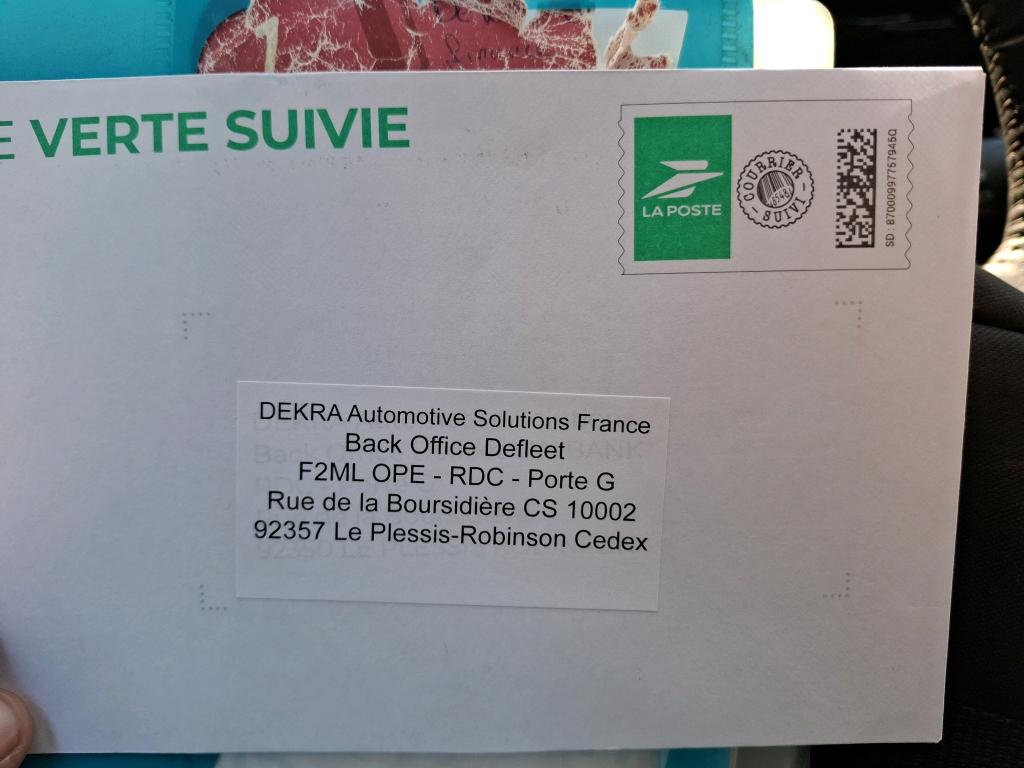 E VERTE SUIVIE
LA POSTE
COURRIER
SUIVI
SD : 87000997757945Q
DEKRA Automotive Solutions France
Back Office Defleet
F2ML OPE - RDC - Porte G
Rue de la Boursidière CS 10002
92357 Le Plessis-Robinson Cedex